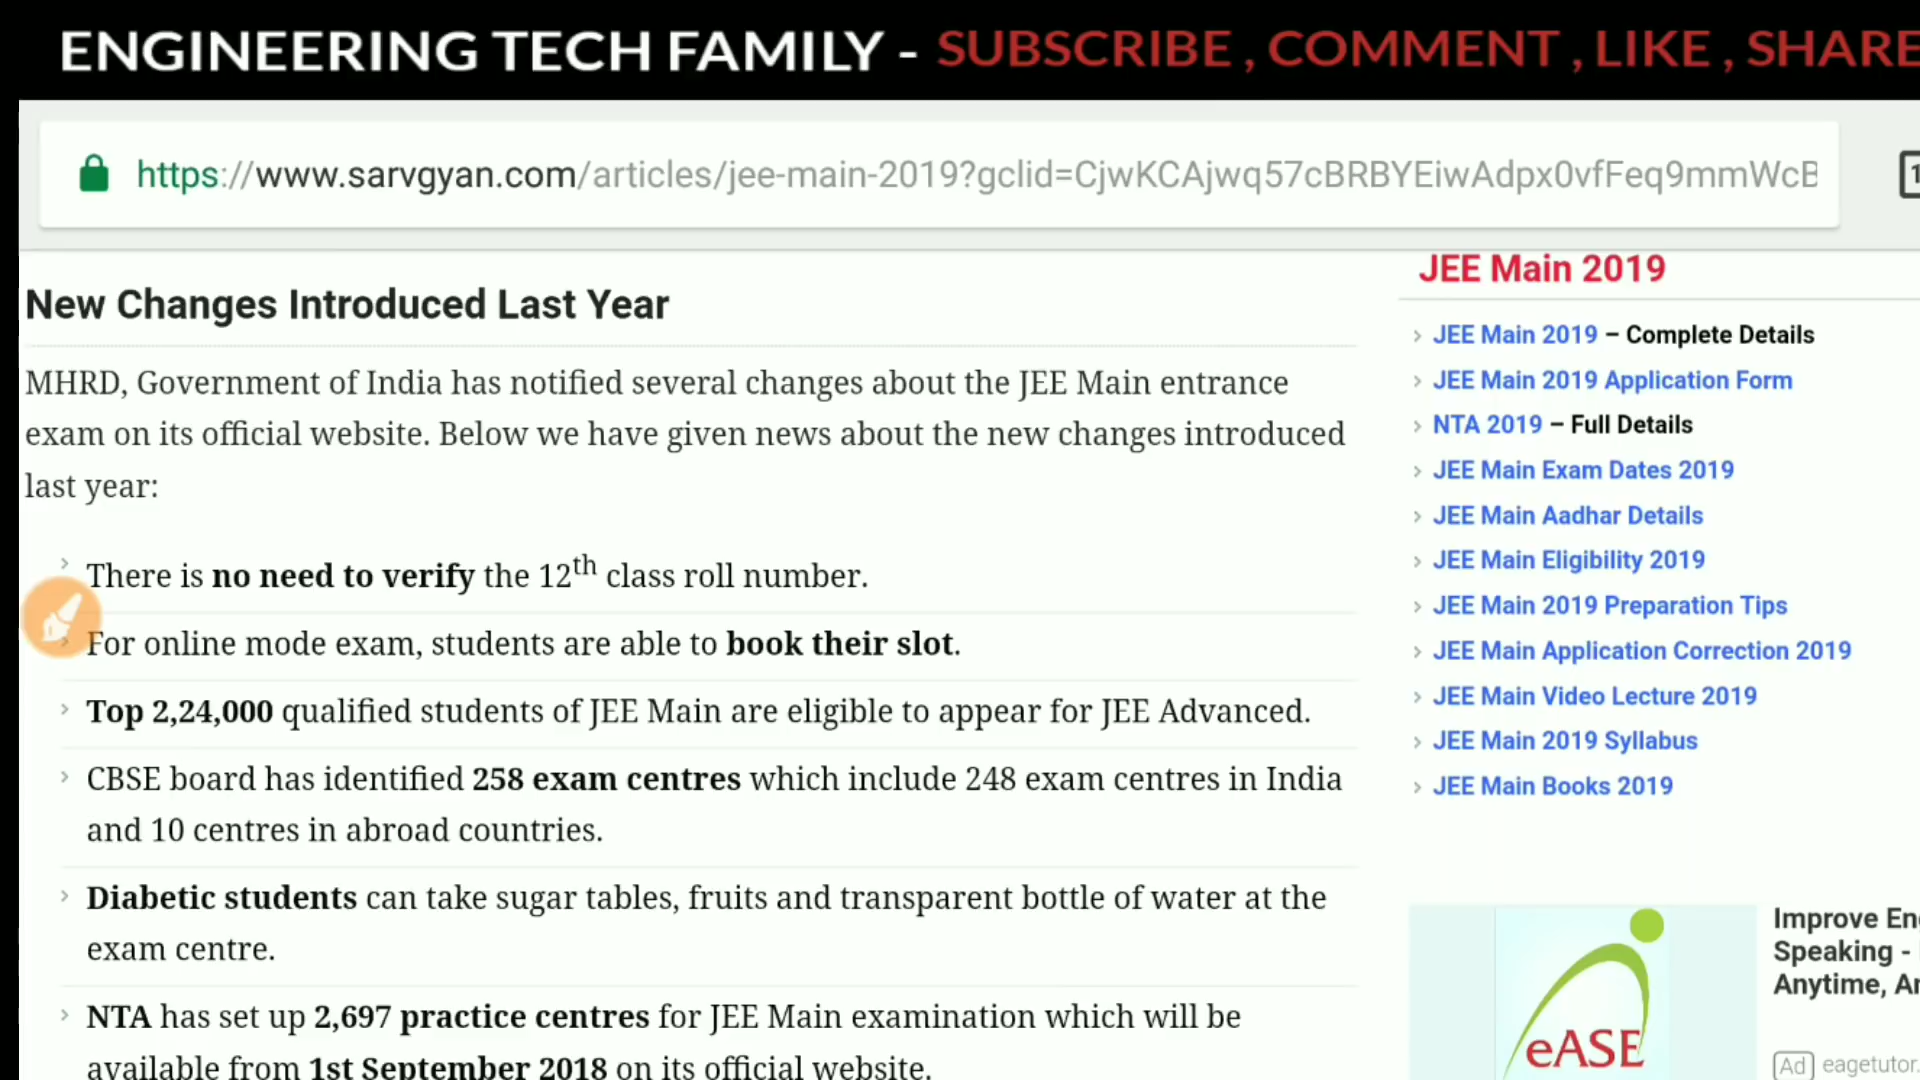 ENGINEERING TECH FAMILY - SUBSCRIBE , COMMENT , LIKE , SHARE
https://www.sarvgyan.com/articles/jee-main-2019?gclid=CjwKCAjwq57cBRBYEiwAdpx0vfFeq9mmWcB
New Changes Introduced Last Year
MHRD, Government of India has notified several changes about the JEE Main entrance
exam on its official website. Below we have given news about the new changes introduced
last year:
There is no need to verify the 12th class roll number.
For online mode exam, students are able to book their slot.
Top 2,24,000 qualified students of JEE Main are eligible to appear for JEE Advanced.
CBSE board has identified 258 exam centres which include 248 exam centres in India
and 10 centres in abroad countries.
Diabetic students can take sugar tables, fruits and transparent bottle of water at the
exam centre.
NTA has set up 2,697 practice centres for JEE Main examination which will be
available from 1st September 2018 on its official website.
JEE Main 2019
JEE Main 2019 – Complete Details
JEE Main 2019 Application Form
NTA 2019 – Full Details
JEE Main Exam Dates 2019
JEE Main Aadhar Details
JEE Main Eligibility 2019
JEE Main 2019 Preparation Tips
JEE Main Application Correction 2019
JEE Main Video Lecture 2019
JEE Main 2019 Syllabus
JEE Main Books 2019
eASE
Improve
Speaking -
Anytime,
Ad eagetutor.